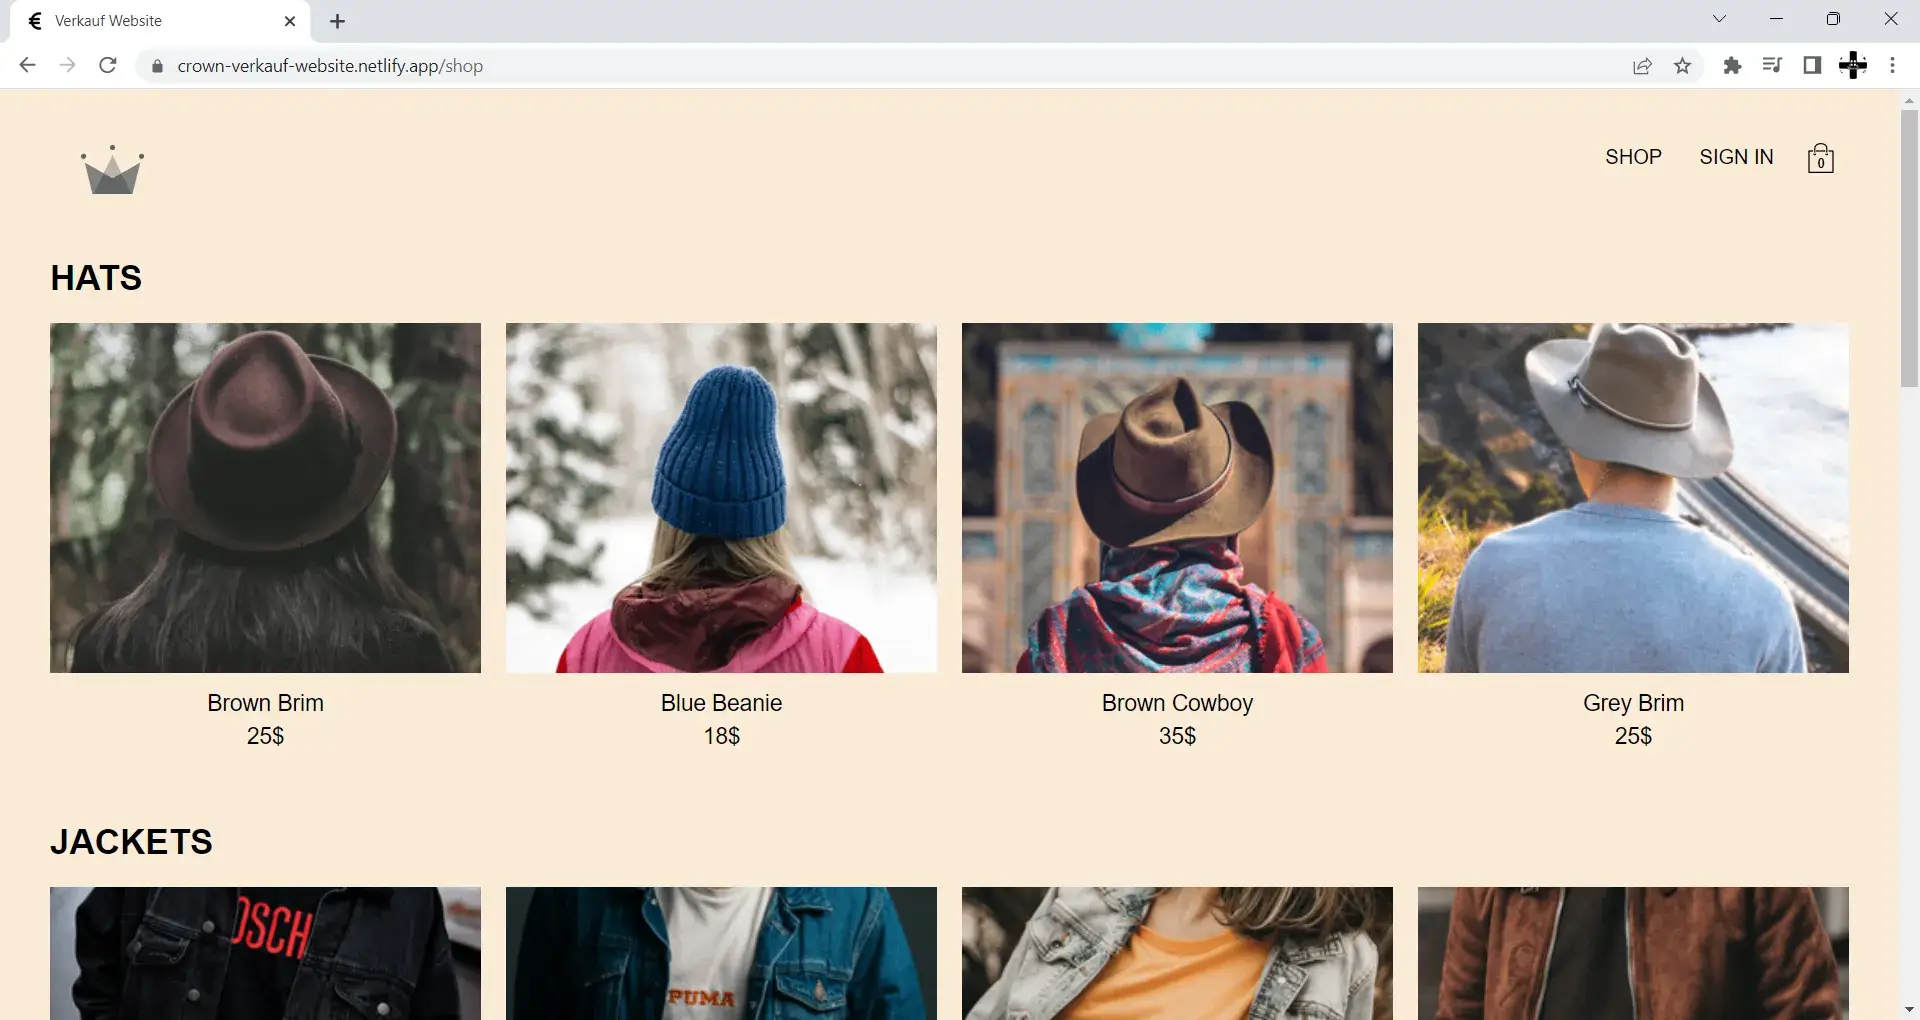 Verkauf Website
crown-verkauf-website.netlify.app/shop
SHOP SIGN IN 0
HATS
Brown Brim Blue Beanie Brown Cowboy Grey Brim
25$ 18$ 35$ 25$
JACKETS
OSCH
PUMA